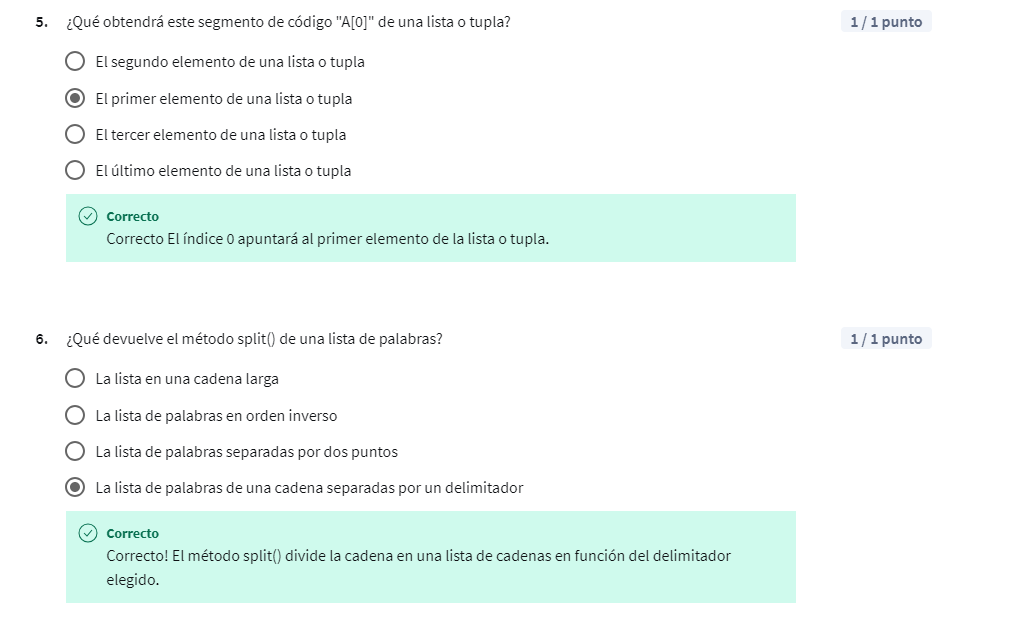 5. ¿Qué obtendrá este segmento de código "A[0]" de una lista o tupla? 1 / 1 punto
El segundo elemento de una lista o tupla
El primer elemento de una lista o tupla
El tercer elemento de una lista o tupla
El último elemento de una lista o tupla
Correcto
Correcto El índice 0 apuntará al primer elemento de la lista o tupla.
6. ¿Qué devuelve el método split() de una lista de palabras? 1 / 1 punto
La lista en una cadena larga
La lista de palabras en orden inverso
La lista de palabras separadas por dos puntos
La lista de palabras de una cadena separadas por un delimitador
Correcto
Correcto! El método split() divide la cadena en una lista de cadenas en función del delimitador
elegido.